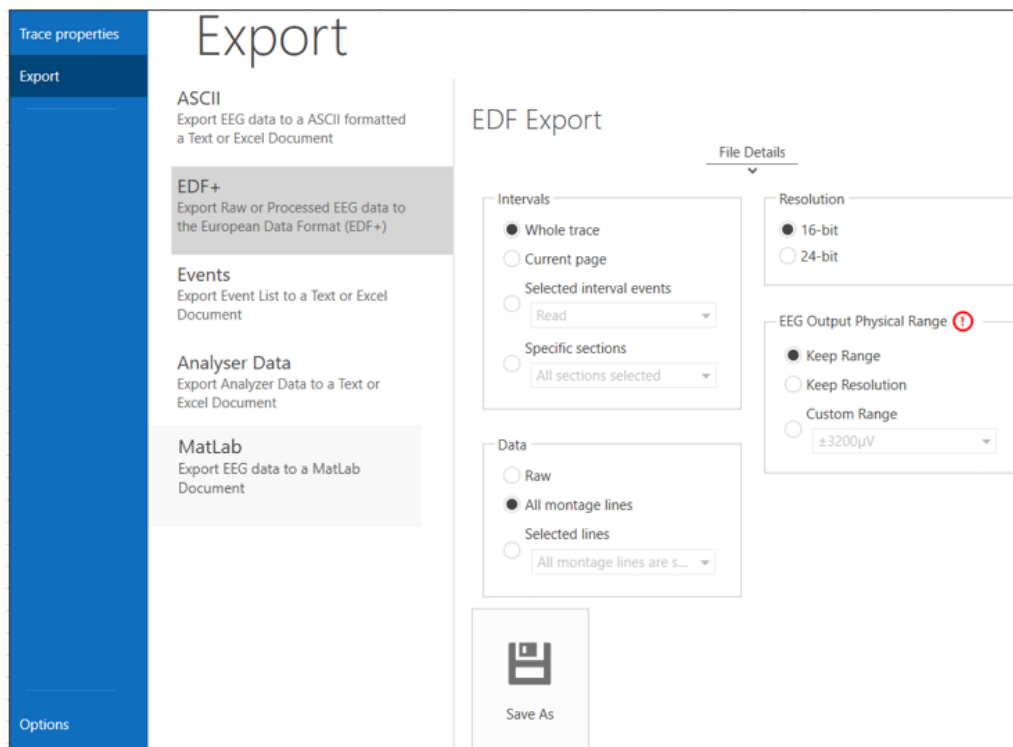 Trace properties
Export
Options
Export
ASCII
Export EEG data to a ASCII formatted
a Text or Excel Document
EDF+
Export Raw or Processed EEG data to
the European Data Format (EDF+)
Events
Export Event List to a Text or Excel
Document
Analyser Data
Export Analyzer Data to a Text or
Excel Document
MatLab
Export EEG data to a MatLab
Document
EDF Export
File Details
Intervals
Whole trace
Current page
Selected interval events
Read
Specific sections
All sections selected
Data
Raw
All montage lines
Selected lines
All montage lines are s...
Resolution
16-bit
24-bit
EEG Output Physical Range
Keep Range
Keep Resolution
Custom Range
±3200µV
Save As